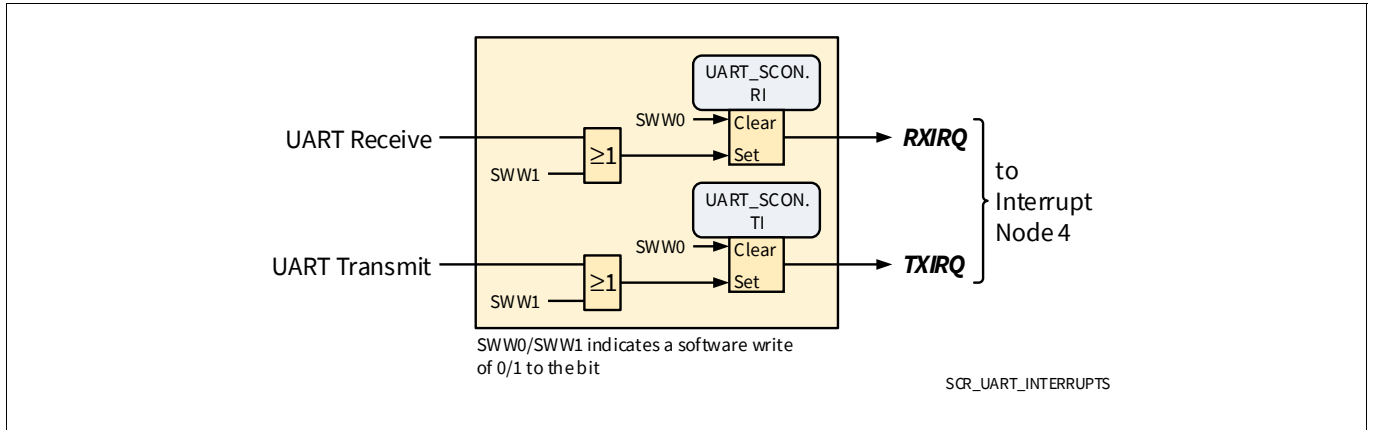 UART_SCON.
RI
SWW0
Clear
UART Receive
≥1
Set
RXIRQ
SWW1
to
Interrupt
Node 4
UART_SCON.
TI
SWW0
Clear
UART Transmit
≥1
Set
TXIRQ
SWW1
SWW0/SWW1 indicates a software write
of 0/1 to the bit
SCR_UART_INTERRUPTS